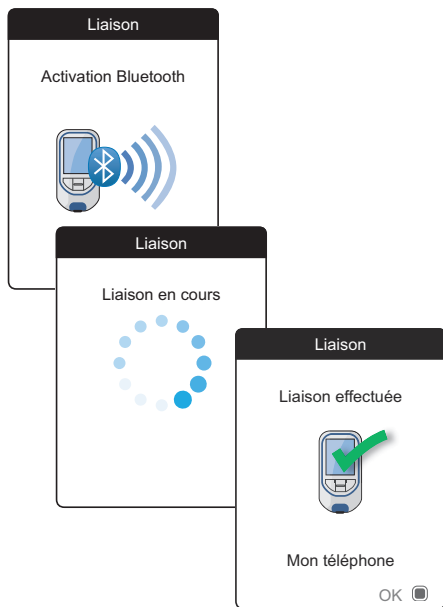 Liaison
Activation Bluetooth
Liaison
Liaison en cours
Liaison
Liaison effectuée
Mon téléphone
OK